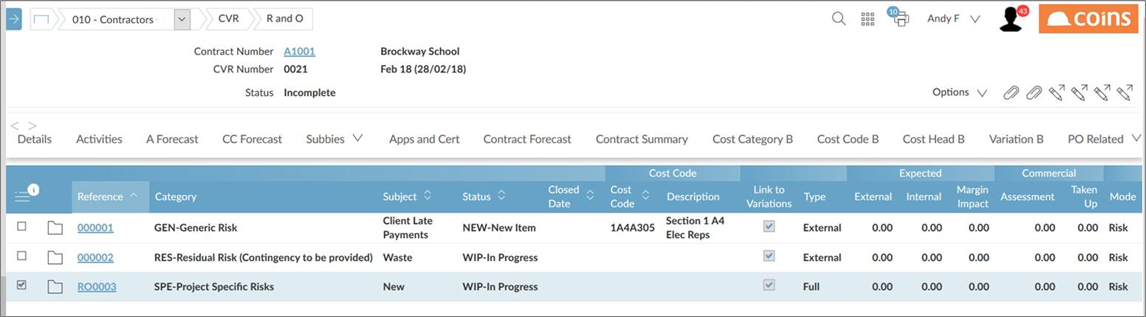 010 - Contractors CVR R and O 10 Andy F 43 coins
Contract Number A1001 Brockway School
CVR Number 0021 Feb 18 (28/02/18)
Status Incomplete
Options
Details Activities A Forecast CC Forecast Subbies Apps and Cert Contract Forecast Contract Summary Cost Category B Cost Code B Cost Head B Variation B PO Related
Cost Code Expected Commercial
Reference Category Subject Status Closed Date Cost Code Description Link to Variations Type External Internal Margin Impact Assessment Taken Up Mode
000001 GEN-Generic Risk Client Late Payments NEW-New Item 1A4A305 Section 1 A4 Elec Reps External 0.00 0.00 0.00 0.00 0.00 Risk
000002 RES-Residual Risk (Contingency to be provided) Waste WIP-In Progress External 0.00 0.00 0.00 0.00 0.00 Risk
RO0003 SPE-Project Specific Risks New WIP-In Progress Full 0.00 0.00 0.00 0.00 0.00 Risk